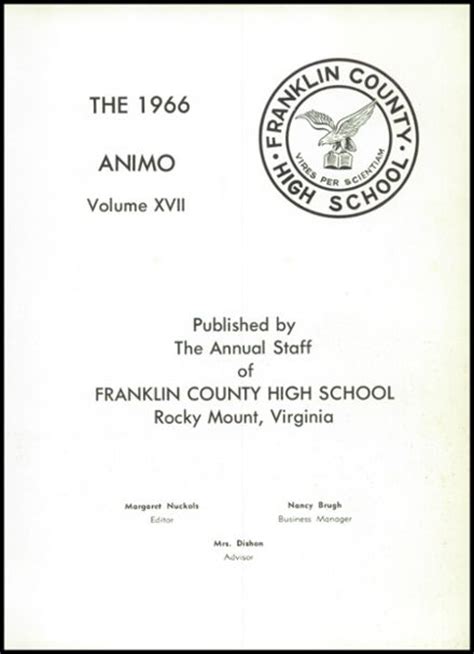 THE 1966
ANIMO
Volume XVII
FRANKLIN COUNTY
HIGH SCHOOL
VIRES PER SCIENTIAM
Published by
The Annual Staff
of
FRANKLIN COUNTY HIGH SCHOOL
Rocky Mount, Virginia
Margaret Nuckols
Editor
Nancy Brugh
Business Manager
Mrs. Dishon
Advisor